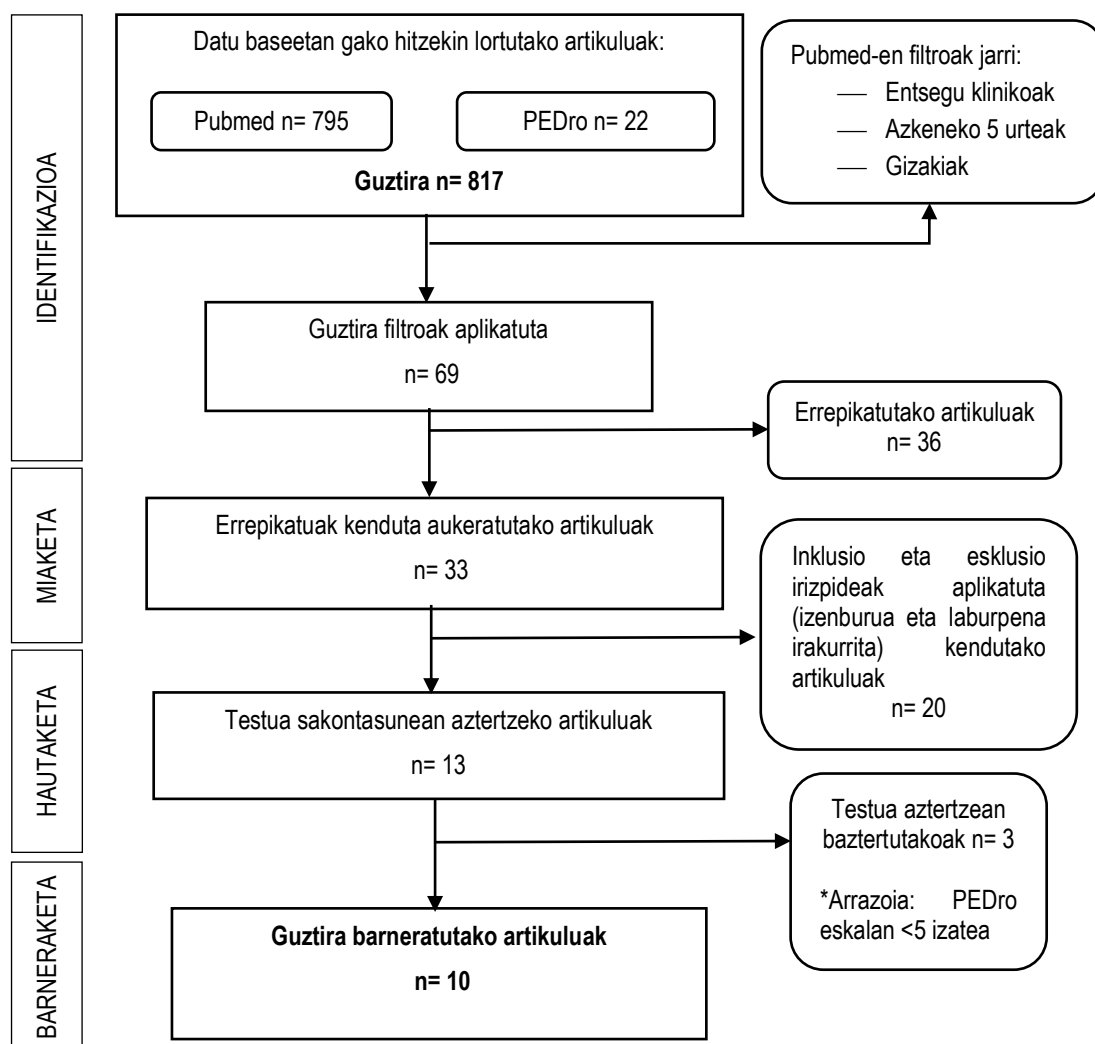 IDENTIFIKAZIOA
Datu baseetan gako hitzekin lortutako artikuluak:
Pubmed n= 795
PEDro n= 22
Guztira n= 817
Pubmed-en filtroak jarri:
— Entsegu klinikoak
— Azkeneko 5 urteak
— Gizakiak
Guztira filtroak aplikatuta
n= 69
Errepikatutako artikuluak
n= 36
MIAKETA
Errepikatuak kenduta aukeratutako artikuluak
n= 33
Inklusio eta esklusio
irizpideak aplikatuta
(izenburua eta laburpena
irakurrita) kendutako
artikuluak
n= 20
HAUTAKETA
Testua sakontasunean aztertzeko artikuluak
n= 13
Testua aztertzean
baztertutakoak n= 3
*Arrazoia: PEDro
eskalan <5 izatea
BARNERAKETA
Guztira barneratutako artikuluak
n= 10